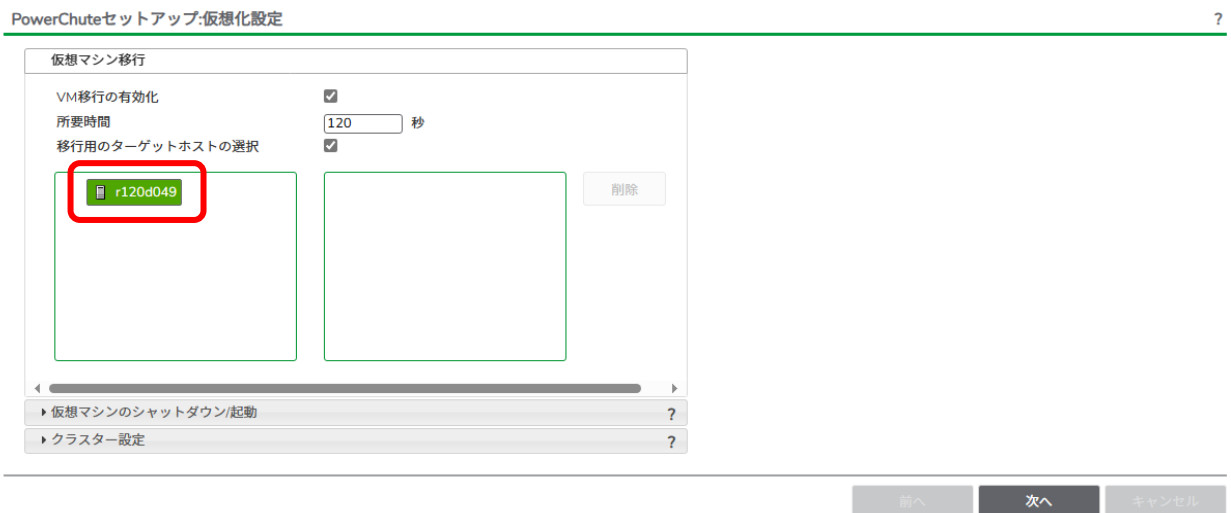 PowerChuteセットアップ:仮想化設定 ?
仮想マシン移行
VM移行の有効化
所要時間 120 秒
移行用のターゲットホストの選択
r120d049 削除
仮想マシンのシャットダウン/起動 ?
クラスター設定 ?
前へ 次へ キャンセル